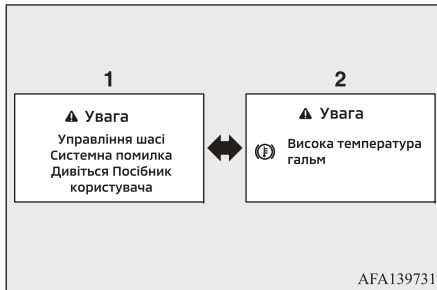 1
Увага
Управління шасі
Системна помилка
Дивіться Посібник
користувача
2
Увага
Висока температура
гальм
AFA139731